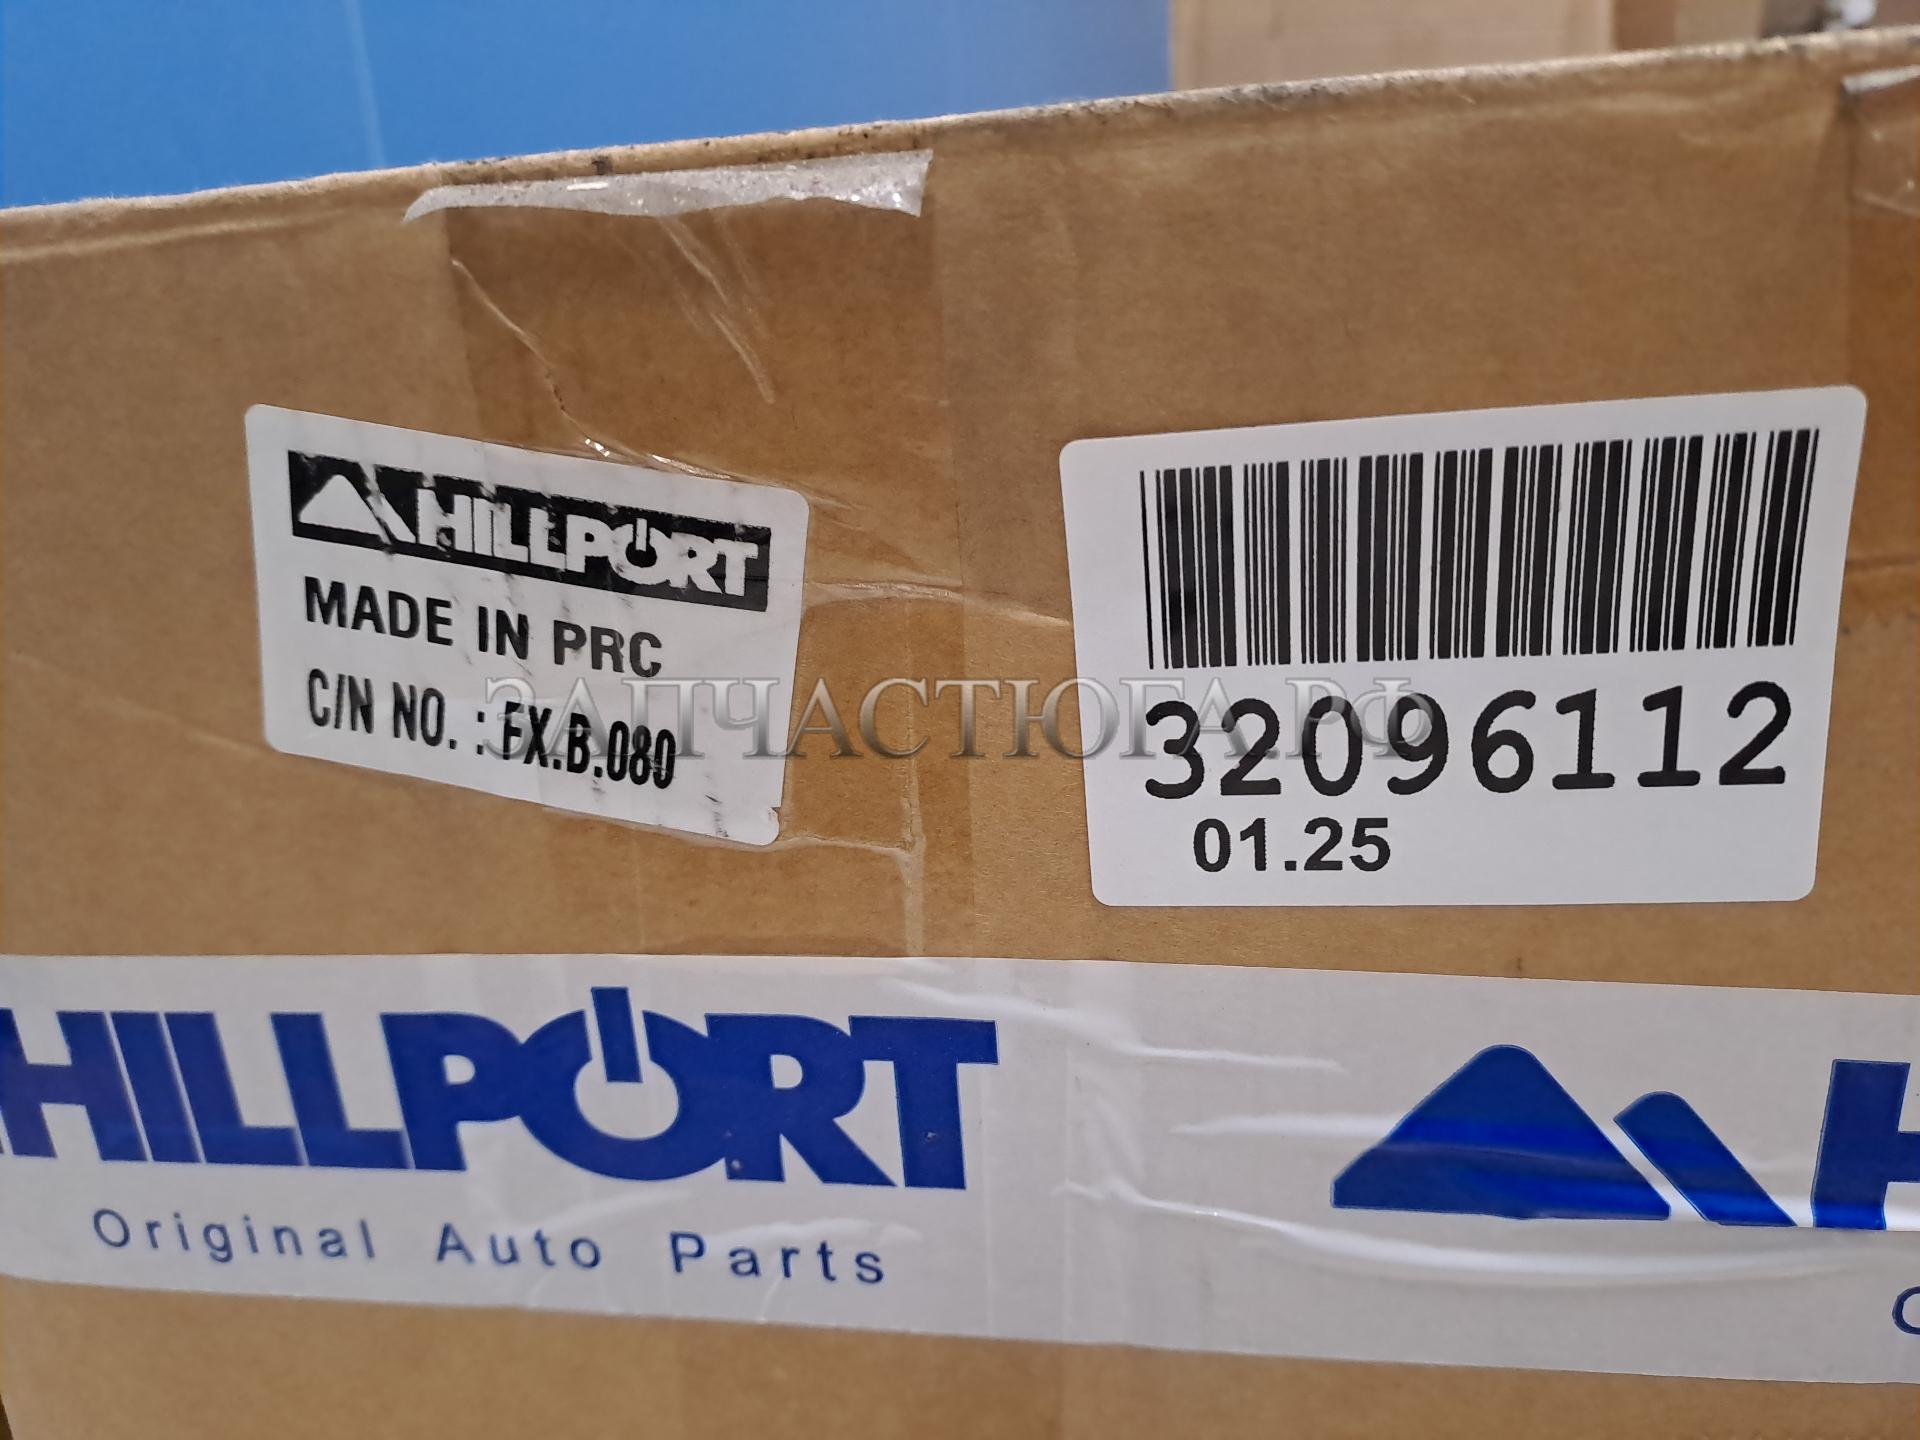 HILLPORT
MADE IN PRC
C/N NO. : FX.B.080
32096112
01.25
ЗАПЧАСТЮГА.РФ
HILLPORT
Original Auto Parts
H